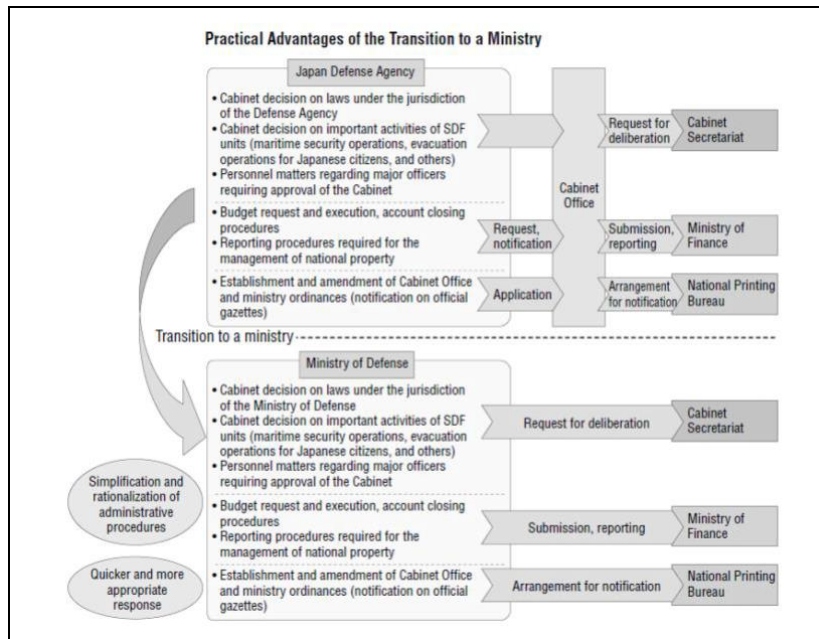 Practical Advantages of the Transition to a Ministry
Japan Defense Agency
• Cabinet decision on laws under the jurisdiction
of the Defense Agency
• Cabinet decision on important activities of SDF
units (maritime security operations, evacuation
operations for Japanese citizens, and others)
• Personnel matters regarding major officers
requiring approval of the Cabinet
Request for
deliberation
Cabinet
Secretariat
Cabinet
Office
• Budget request and execution, account closing
procedures
• Reporting procedures required for the
management of national property
Request,
notification
Submission,
reporting
Ministry of
Finance
• Establishment and amendment of Cabinet Office
and ministry ordinances (notification on official
gazettes)
Application
Arrangement
for notification
National Printing
Bureau
Transition to a ministry
Ministry of Defense
• Cabinet decision on laws under the jurisdiction
of the Ministry of Defense
• Cabinet decision on important activities of SDF
units (maritime security operations, evacuation
operations for Japanese citizens, and others)
• Personnel matters regarding major officers
requiring approval of the Cabinet
Request for deliberation
Cabinet
Secretariat
Simplification and
rationalization of
administrative
procedures
• Budget request and execution, account closing
procedures
• Reporting procedures required for the
management of national property
Submission, reporting
Ministry of
Finance
Quicker and more
appropriate
response
• Establishment and amendment of Cabinet Office
and ministry ordinances (notification on official
gazettes)
Arrangement for notification
National Printing
Bureau